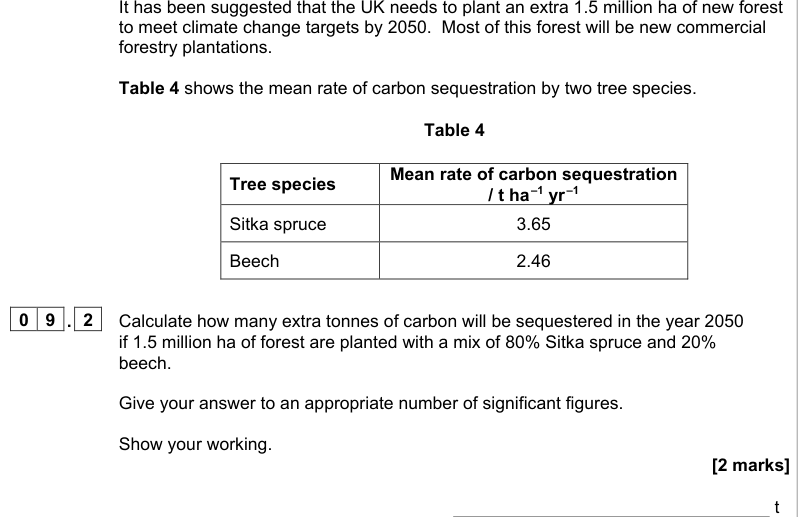 It has been suggested that the UK needs to plant an extra 1.5 million ha of new forest
to meet climate change targets by 2050. Most of this forest will be new commercial
forestry plantations.
Table 4 shows the mean rate of carbon sequestration by two tree species.
Table 4
Tree species
Mean rate of carbon sequestration
/ t ha⁻¹ yr⁻¹
Sitka spruce
3.65
Beech
2.46
0 9 . 2
Calculate how many extra tonnes of carbon will be sequestered in the year 2050
if 1.5 million ha of forest are planted with a mix of 80% Sitka spruce and 20%
beech.
Give your answer to an appropriate number of significant figures.
Show your working.
[2 marks]
t